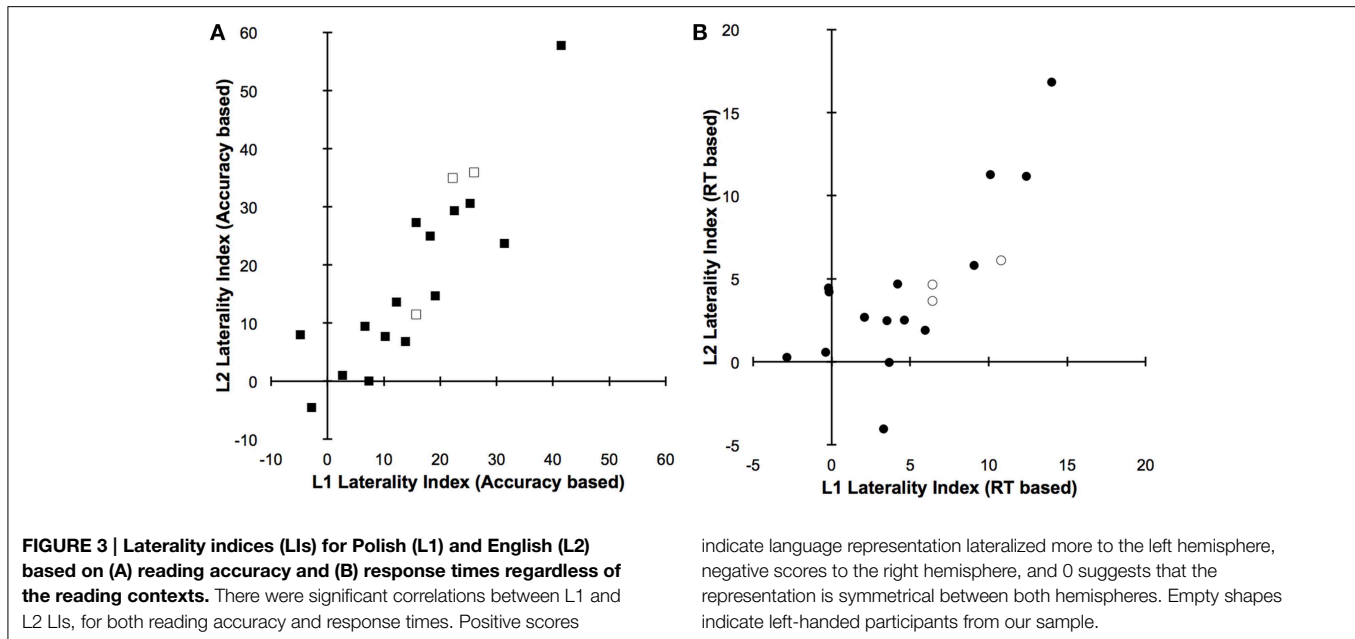 A
60
50
40
30
20
10
0
-10
-10 0 10 20 30 40 50 60
L2 Laterality Index (Accuracy based)
L1 Laterality Index (Accuracy based)
B
20
15
10
5
0
-5
-5 0 5 10 15 20
L2 Laterality Index (RT based)
L1 Laterality Index (RT based)
FIGURE 3 | Laterality indices (LIs) for Polish (L1) and English (L2)
based on (A) reading accuracy and (B) response times regardless of
the reading contexts. There were significant correlations between L1 and
L2 LIs, for both reading accuracy and response times. Positive scores
indicate language representation lateralized more to the left hemisphere,
negative scores to the right hemisphere, and 0 suggests that the
representation is symmetrical between both hemispheres. Empty shapes
indicate left-handed participants from our sample.